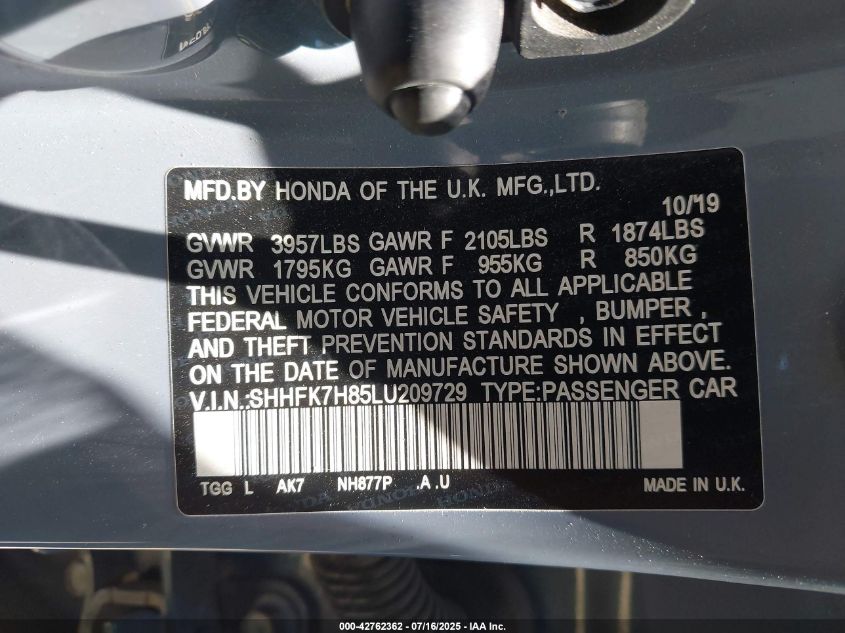 MFD.BY HONDA OF THE U.K. MFG.,LTD.
10/'19
GVWR 3957LBS GAWR F 2105LBS R 1874LBS
GVWR 1795KG GAWR F 955KG R 850KG
THIS VEHICLE CONFORMS TO ALL APPLICABLE
FEDERAL MOTOR VEHICLE SAFETY , BUMPER ,
AND THEFT PREVENTION STANDARDS IN EFFECT
ON THE DATE OF MANUFACTURE SHOWN ABOVE.
V.I.N.:SHHFK7H85LU209729 TYPE:PASSENGER CAR
TGG L AK7 NH877P .A .U MADE IN U.K.
000-42762362 - 07/16/2025 - IAA Inc.